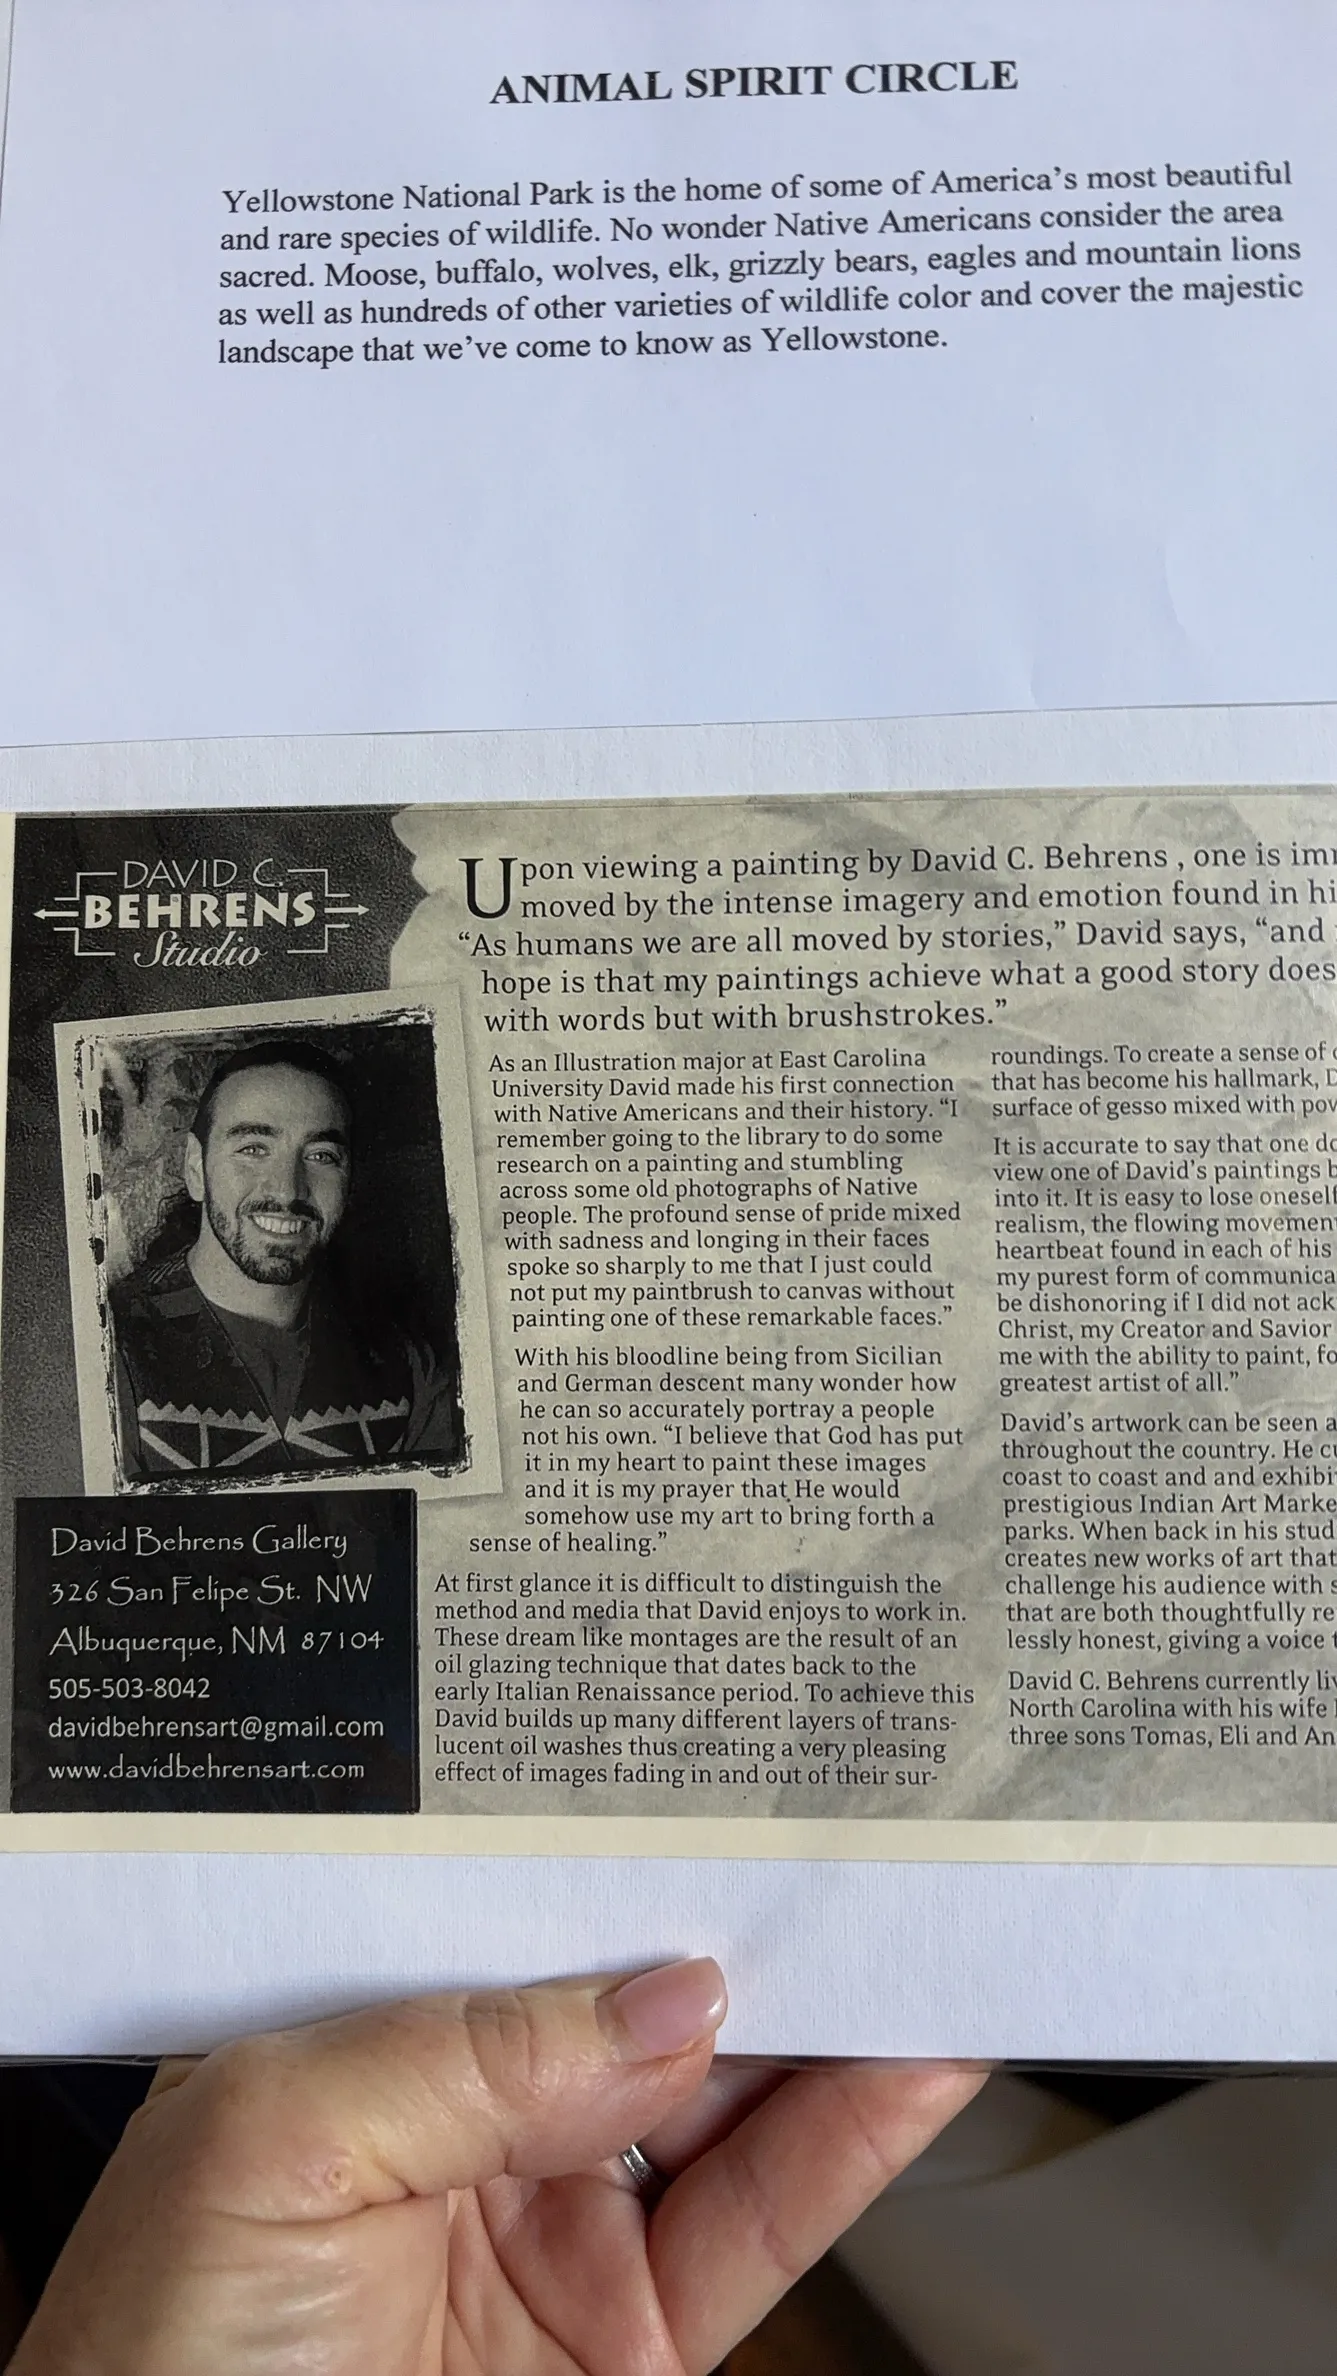 ANIMAL SPIRIT CIRCLE
Yellowstone National Park is the home of some of America's most beautiful
and rare species of wildlife. No wonder Native Americans consider the area
sacred. Moose, buffalo, wolves, elk, grizzly bears, eagles and mountain lions
as well as hundreds of other varieties of wildlife color and cover the majestic
landscape that we've come to know as Yellowstone.
DAVID C.
BEHRENS
Studio
David Behrens Gallery
326 San Felipe St. NW
Albuquerque, NM 87104
505-503-8042
davidbehrensart@gmail.com
www.davidbehrensart.com
Upon viewing a painting by David C. Behrens , one is
moved by the intense imagery and emotion found in
“As humans we are all moved by stories,” David says, “and
hope is that my paintings achieve what a good story does
with words but with brushstrokes.”
As an Illustration major at East Carolina
University David made his first connection
with Native Americans and their history. “I
remember going to the library to do some
research on a painting and stumbling
across some old photographs of Native
people. The profound sense of pride mixed
with sadness and longing in their faces
spoke so sharply to me that I just could
not put my paintbrush to canvas without
painting one of these remarkable faces.”
With his bloodline being from Sicilian
and German descent many wonder how
he can so accurately portray a people
not his own. “I believe that God has put
it in my heart to paint these images
and it is my prayer that He would
somehow use my art to bring forth a
sense of healing.”
At first glance it is difficult to distinguish the
method and media that David enjoys to work in.
These dream like montages are the result of an
oil glazing technique that dates back to the
early Italian Renaissance period. To achieve this
David builds up many different layers of trans-
lucent oil washes thus creating a very pleasing
effect of images fading in and out of their sur-
roundings. To create a sense of
that has become his hallmark,
surface of gesso mixed with
It is accurate to say that one
view one of David's paintings
into it. It is easy to lose oneself
realism, the flowing
heartbeat found in each of his
my purest form of
be dishonoring if I did not
Christ, my Creator and Savior
me with the ability to paint,
greatest artist of all.”
David's artwork can be seen
throughout the country. He
coast to coast and and
prestigious Indian Art
parks. When back in his
creates new works of art that
challenge his audience with
that are both thoughtfully
lessly honest, giving a voice
David C. Behrens currently
North Carolina with his wife
three sons Tomas, Eli and